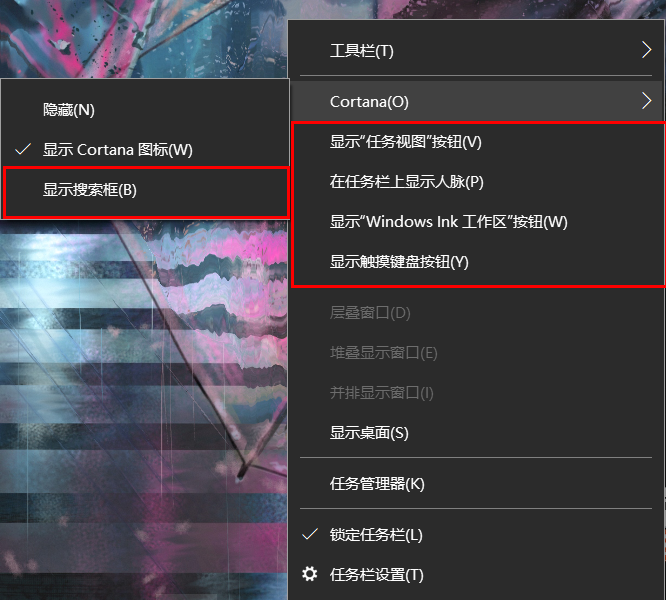 工具栏(T)
Cortana(O)
隐藏(N)
显示 Cortana 图标(W)
显示搜索框(B)
显示“任务视图”按钮(V)
在任务栏上显示人脉(P)
显示“Windows Ink 工作区”按钮(W)
显示触摸键盘按钮(Y)
层叠窗口(D)
堆叠显示窗口(E)
并排显示窗口(I)
显示桌面(S)
任务管理器(K)
锁定任务栏(L)
任务栏设置(T)